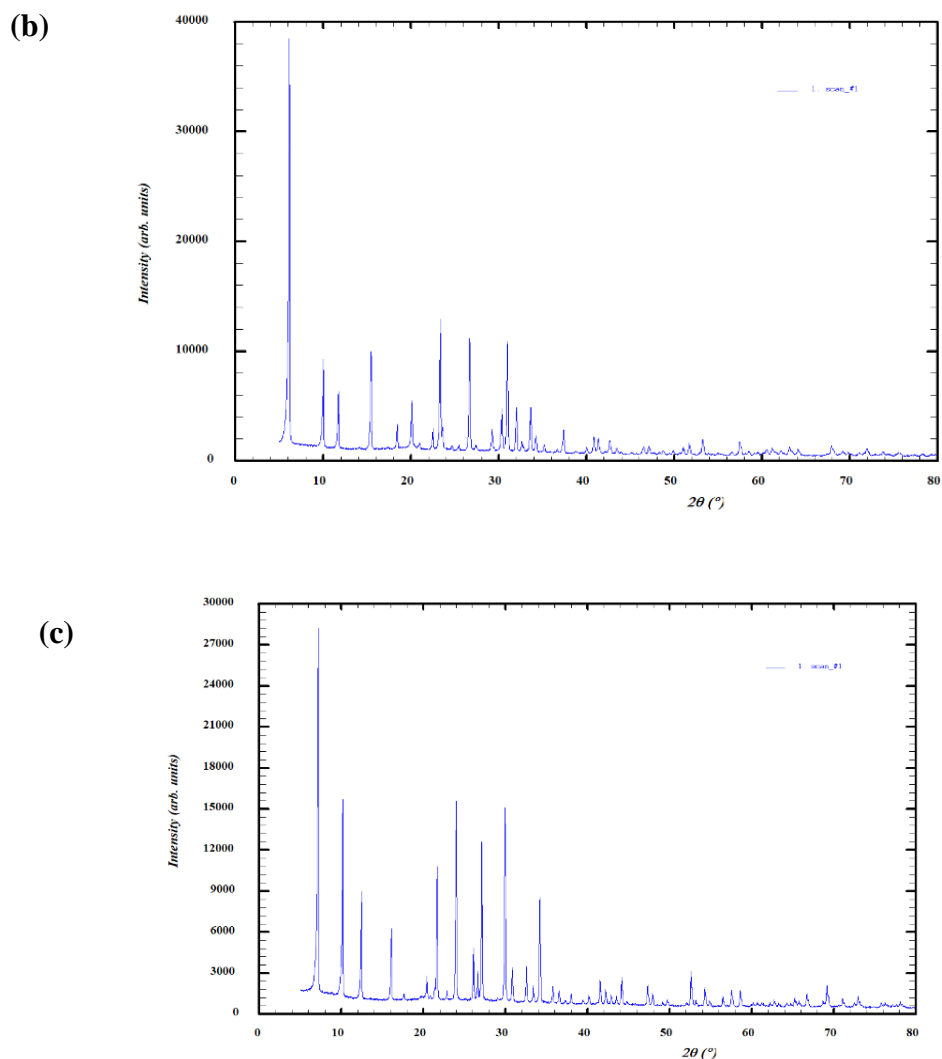 (b)
40000
30000
20000
10000
0
Intensity (arb. units)
1. scan_#1
0 10 20 30 40 50 60 70 80
2θ (°)
(c)
30000
27000
24000
21000
18000
15000
12000
9000
6000
3000
0
Intensity (arb. units)
1 scan_#1
0 10 20 30 40 50 60 70 80
2θ (°)